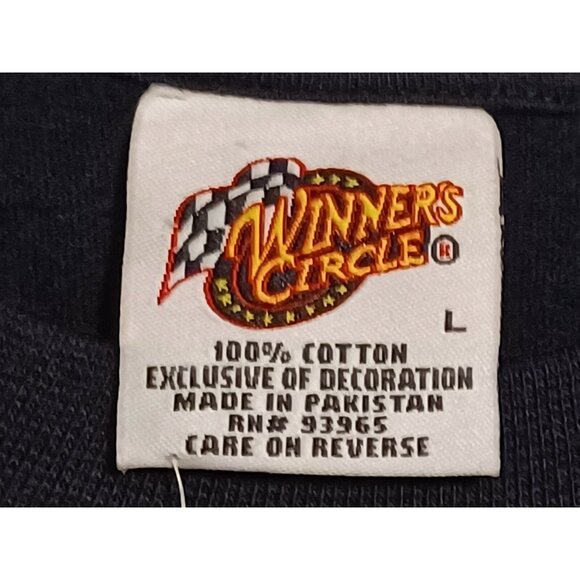 WINNER'S
CIRCLE ®
L
100% COTTON
EXCLUSIVE OF DECORATION
MADE IN PAKISTAN
RN# 93965
CARE ON REVERSE